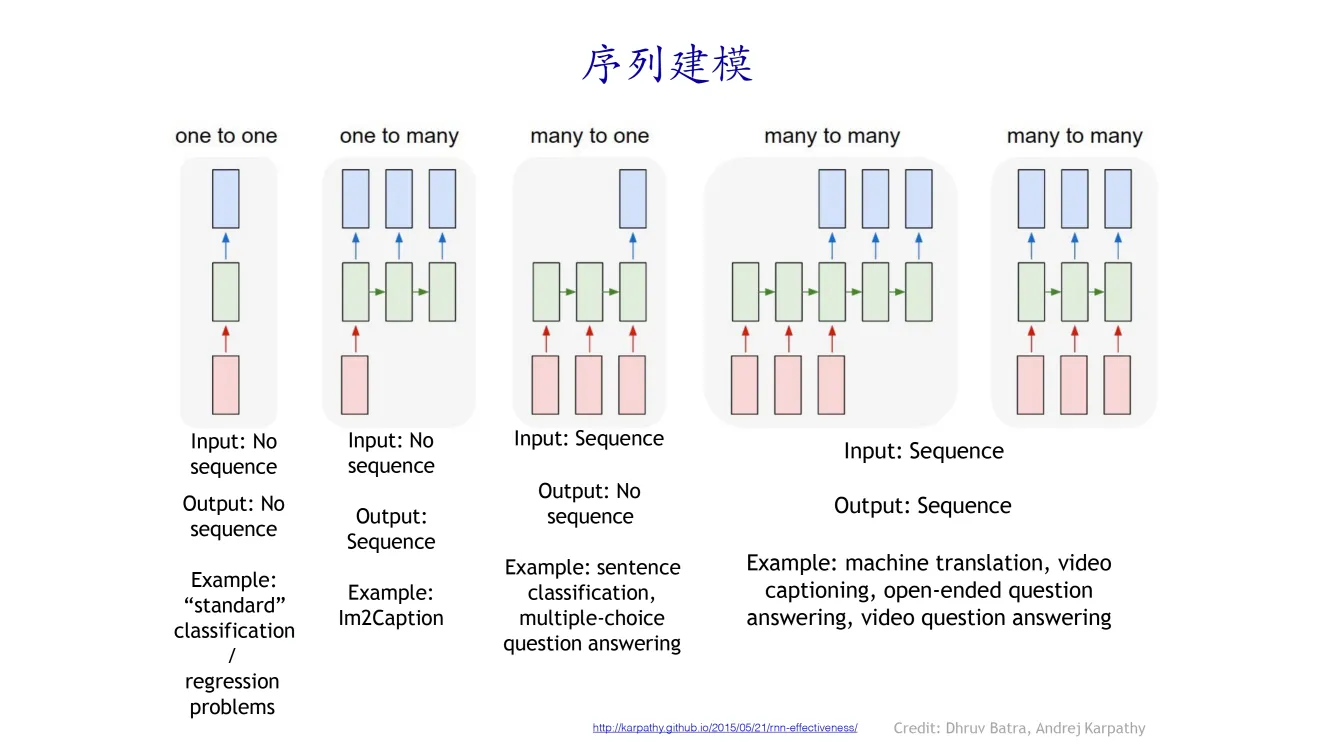 序列建模
one to one
one to many
many to one
many to many
many to many
Input: No
sequence
Output: No
sequence
Example:
“standard”
classification
/
regression
problems
Input: No
sequence
Output:
Sequence
Example:
Im2Caption
Input: Sequence
Output: No
sequence
Example: sentence
classification,
multiple-choice
question answering
Input: Sequence
Output: Sequence
Example: machine translation, video
captioning, open-ended question
answering, video question answering
http://karpathy.github.io/2015/05/21/rnn-effectiveness/
Credit: Dhruv Batra, Andrej Karpathy